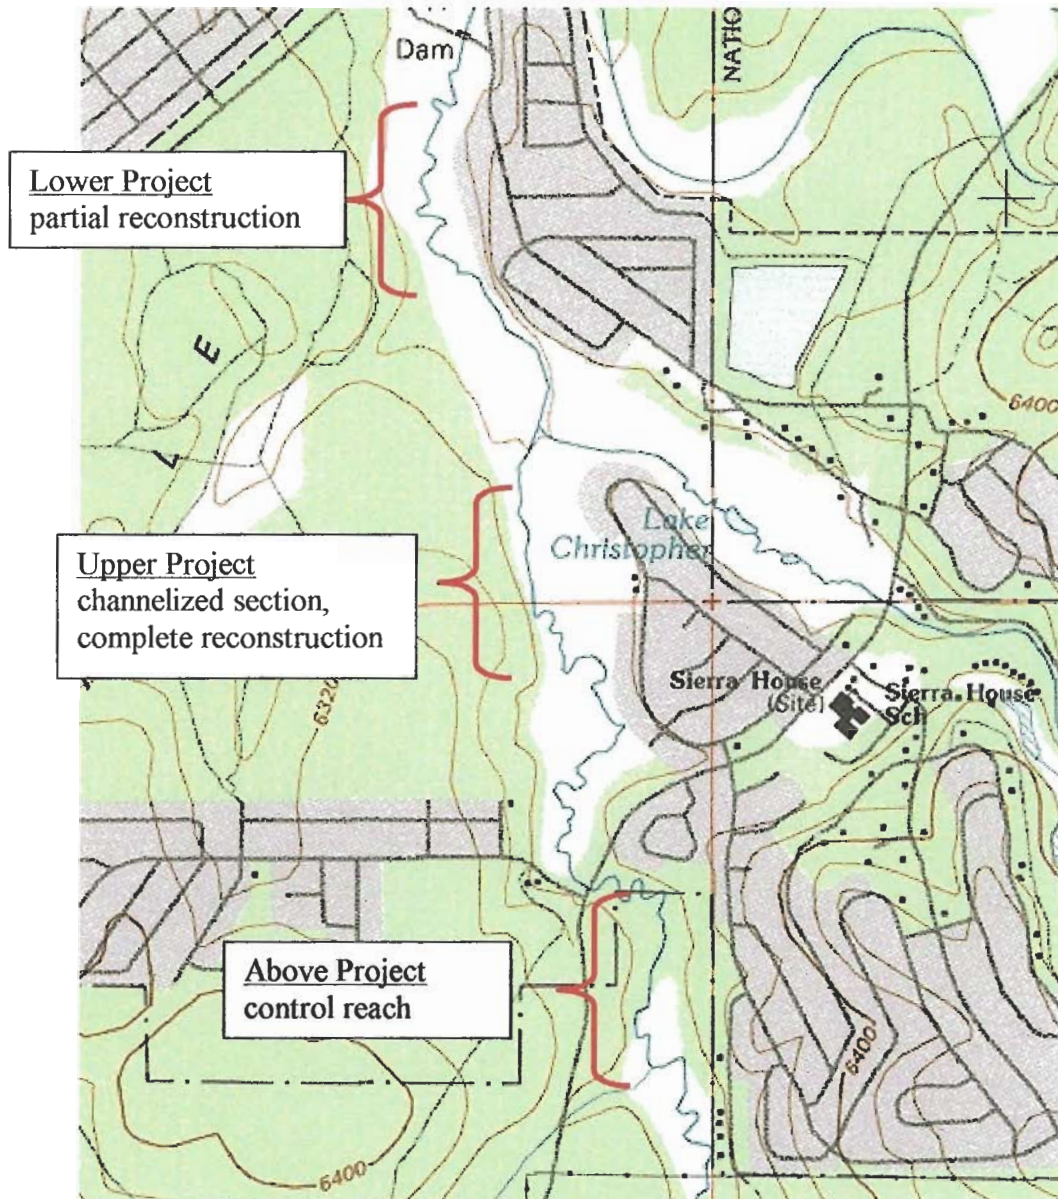 Dam
NATIO
Lower Project
partial reconstruction
E
L
6400
Lake
Christopher
Upper Project
channelized section,
complete reconstruction
6320
Sierra House
(Site)
Sierra House
Sch
Above Project
control reach
6400
6400